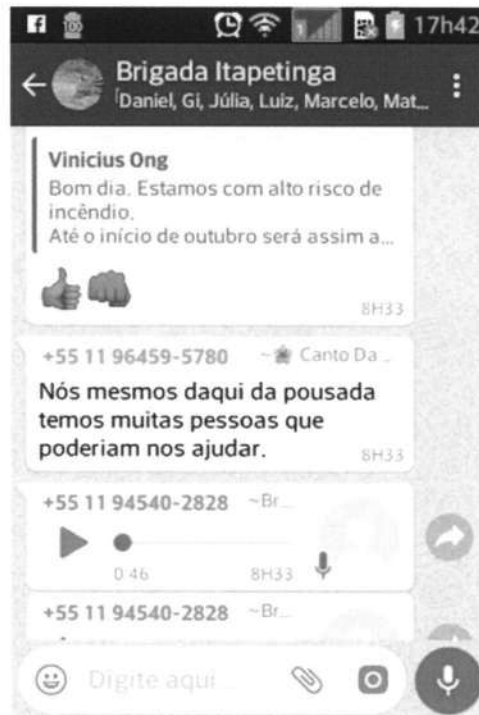 17h42
Brigada Itapetinga
Daniel, Gi, Júlia, Luiz, Marcelo, Mat...
Vinicius Ong
Bom dia. Estamos com alto risco de
incêndio.
Até o início de outubro será assim a...
8H33
+55 11 96459-5780 ~ Canto Da ...
Nós mesmos daqui da pousada
temos muitas pessoas que
poderiam nos ajudar.
8H33
+55 11 94540-2828 ~Br...
0:46 8H33
+55 11 94540-2828 ~Br...
Digite aqui...